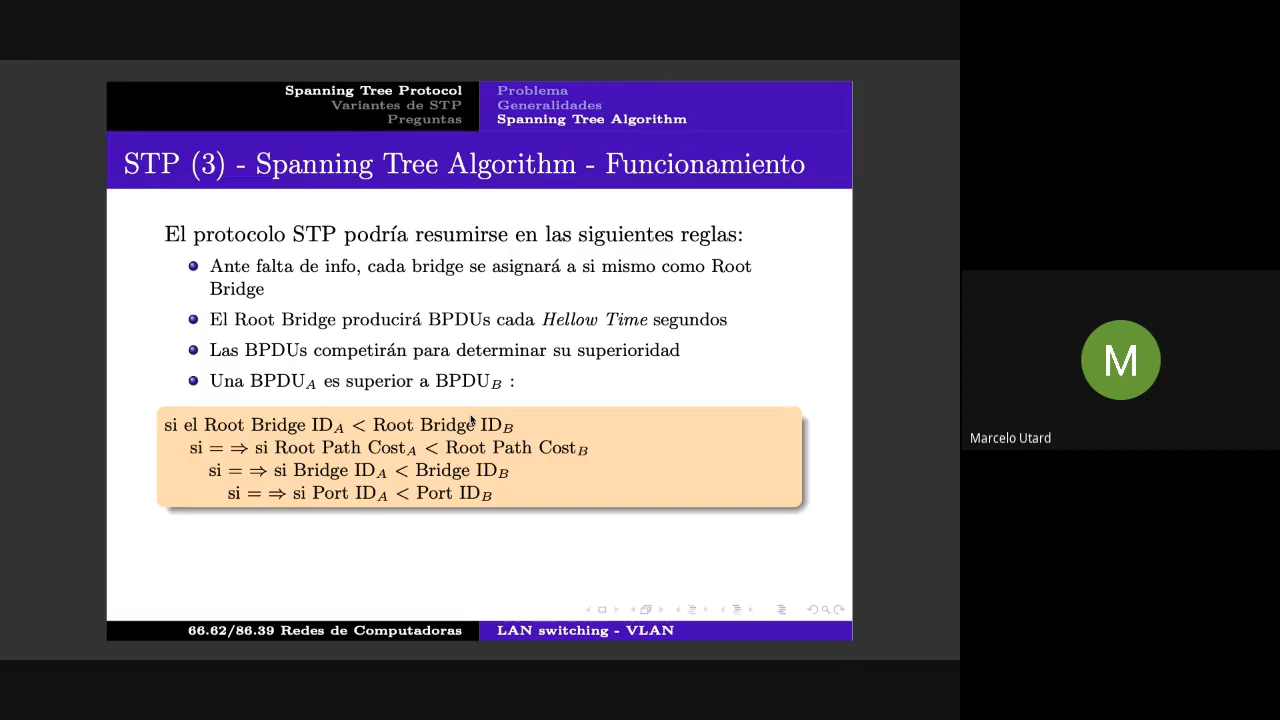 Spanning Tree Protocol
Variantes de STP
Preguntas
Problema
Generalidades
Spanning Tree Algorithm
STP (3) - Spanning Tree Algorithm - Funcionamiento
El protocolo STP podría resumirse en las siguientes reglas:
Ante falta de info, cada bridge se asignará a si mismo como Root
Bridge
El Root Bridge producirá BPDUs cada Hellow Time segundos
Las BPDUs competirán para determinar su superioridad
Una BPDU_A es superior a BPDU_B :
si el Root Bridge ID_A < Root Bridge ID_B
si = ⇒ si Root Path Cost_A < Root Path Cost_B
si = ⇒ si Bridge ID_A < Bridge ID_B
si = ⇒ si Port ID_A < Port ID_B
66.62/86.39 Redes de Computadoras
LAN switching - VLAN
M
Marcelo Utard